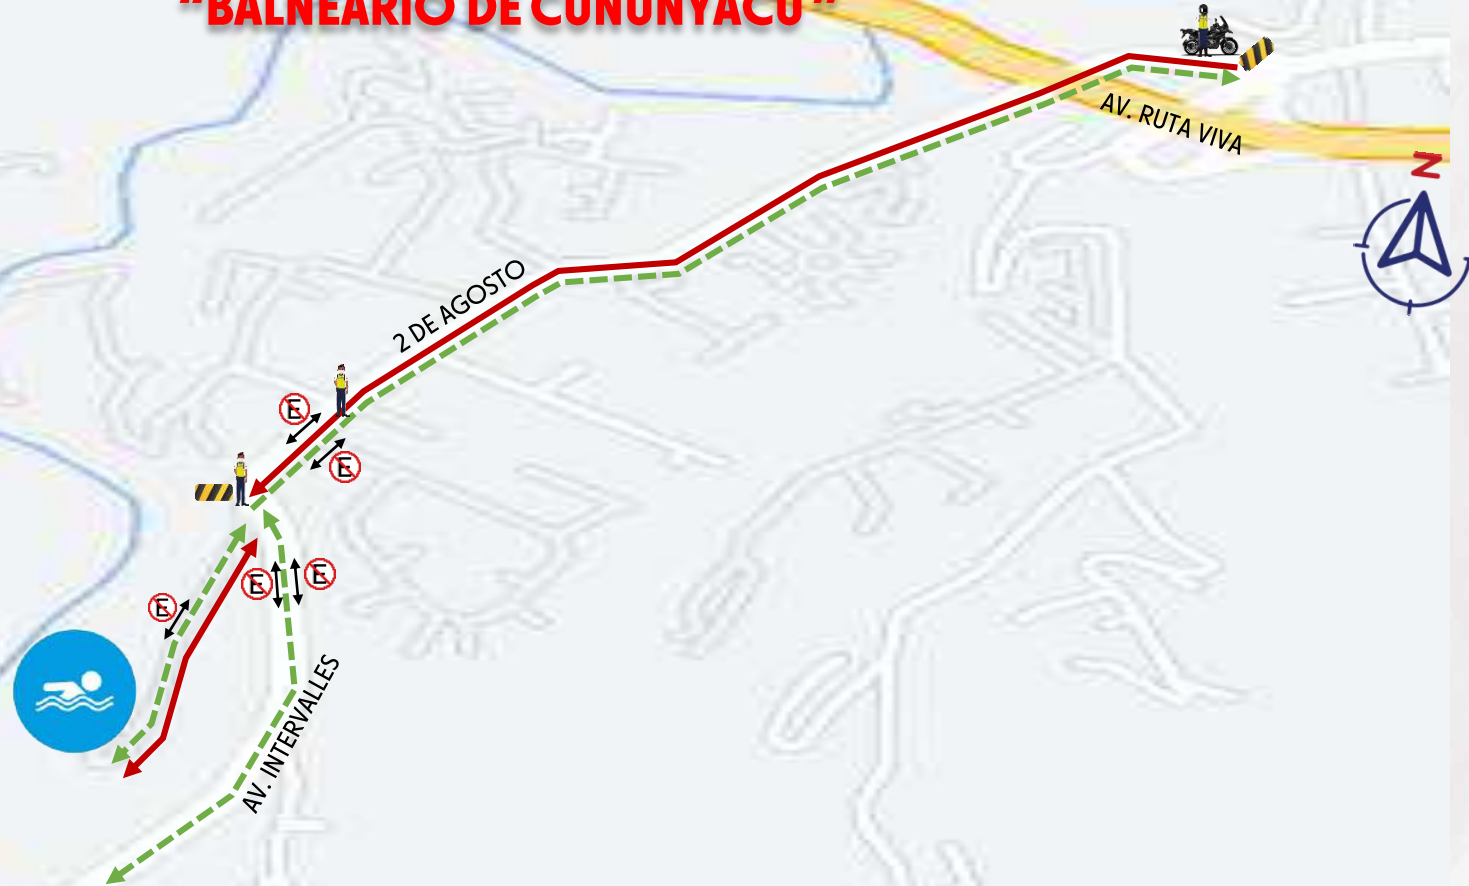 "BALNEARIO DE CUNUNYACU"
AV. RUTA VIVA
N
2 DE AGOSTO
E
E
E
E
E
AV. INTERVALLES